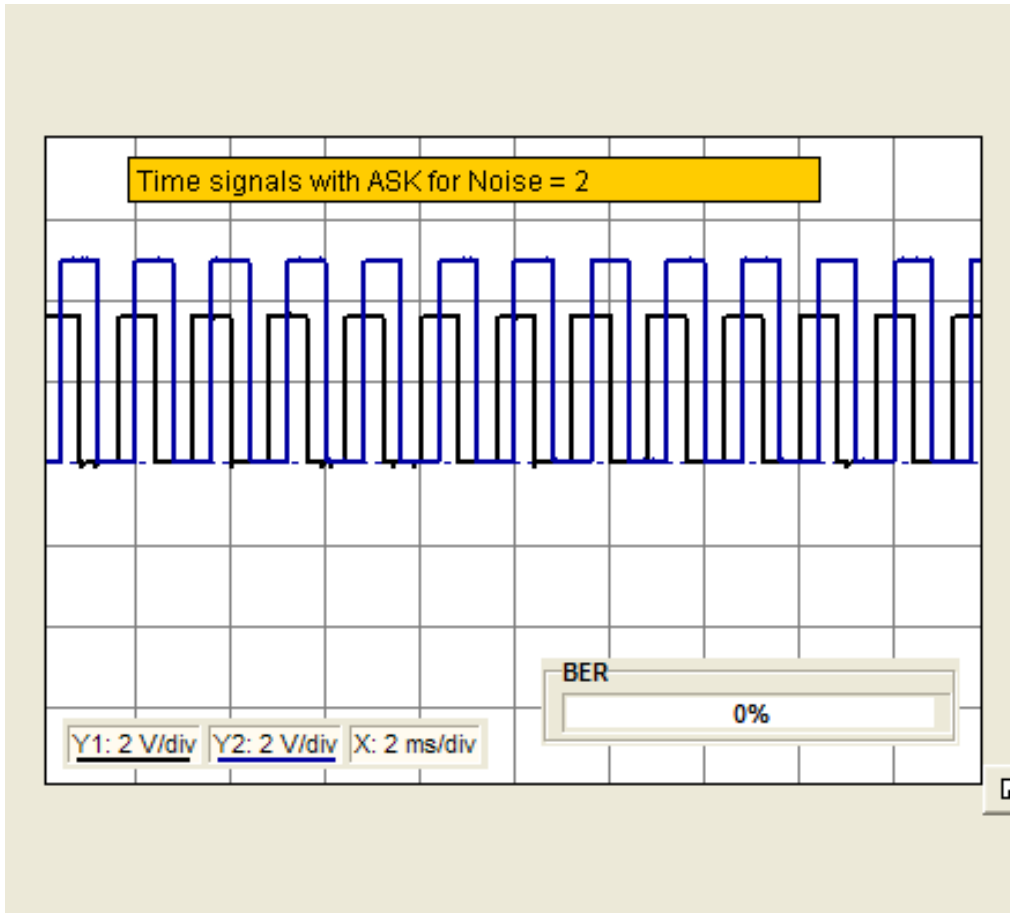 Time signals with ASK for Noise = 2
BER
0%
Y1: 2 V/div Y2: 2 V/div X: 2 ms/div